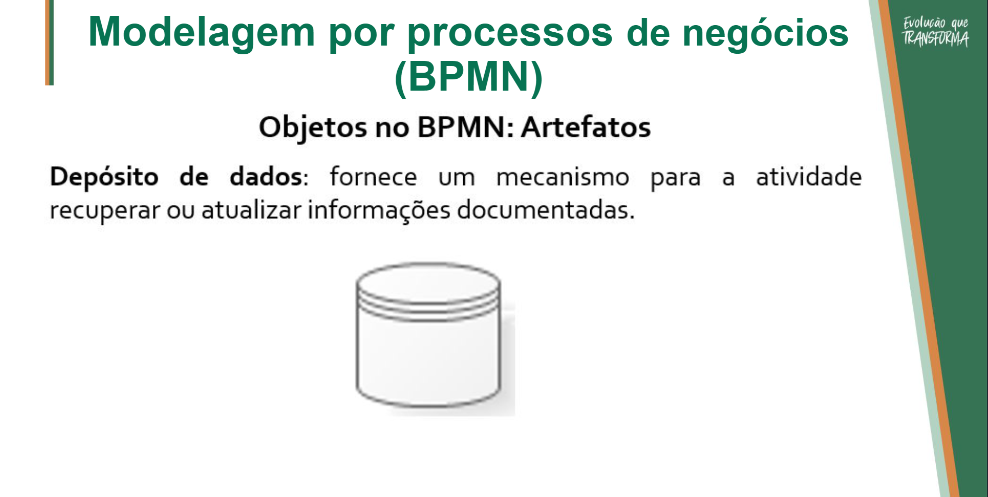 Modelagem por processos de negócios
(BPMN)
Evolução que
TRANSFORMA
Objetos no BPMN: Artefatos
Depósito de dados: fornece um mecanismo para a atividade
recuperar ou atualizar informações documentadas.